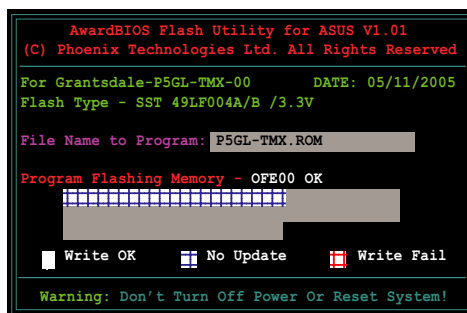 AwardBIOS Flash Utility for ASUS V1.01
(C) Phoenix Technologies Ltd. All Rights Reserved
For Grantsdale-P5GL-TMX-00 DATE: 05/11/2005
Flash Type - SST 49LF004A/B /3.3V
File Name to Program: P5GL-TMX.ROM
Program Flashing Memory - OFE00 OK
Write OK No Update Write Fail
Warning: Don't Turn Off Power Or Reset System!